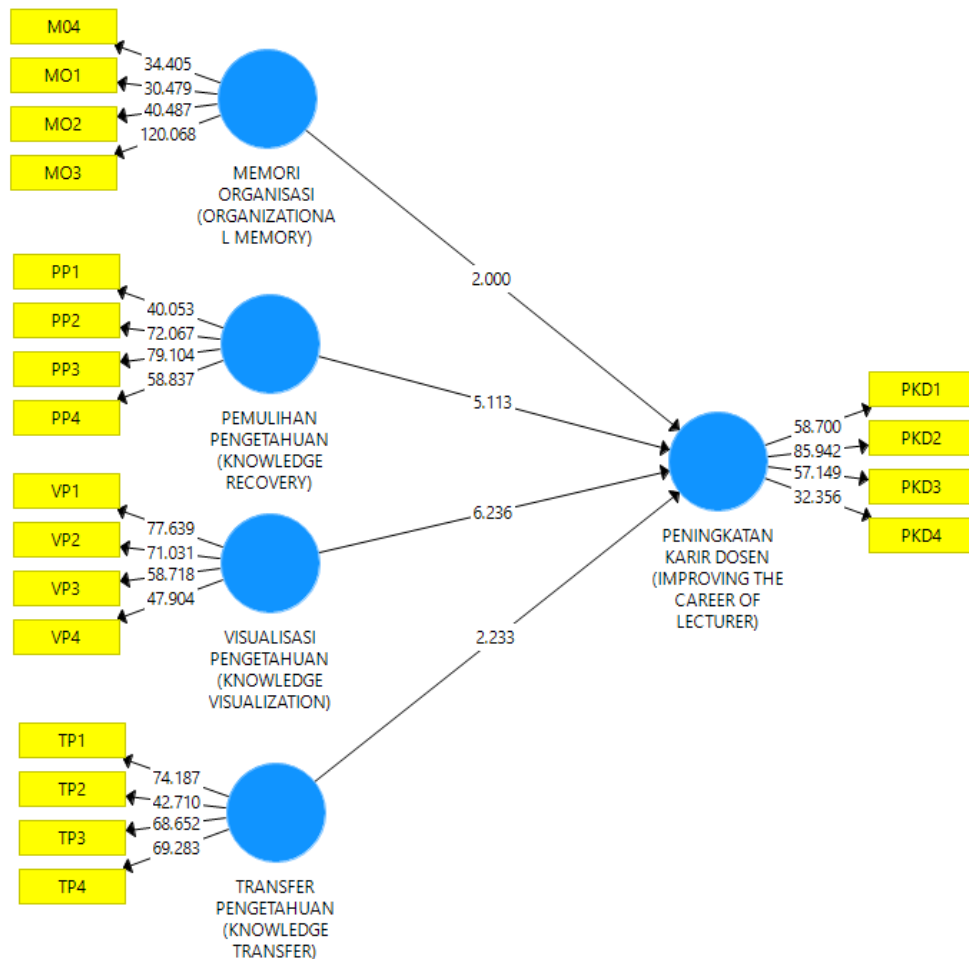 M04
MO1
MO2
MO3
34.405
30.479
40.487
120.068
MEMORI
ORGANISASI
(ORGANIZATIONA
L MEMORY)
2.000
PP1
PP2
PP3
PP4
40.053
72.067
79.104
58.837
PEMULIHAN
PENGETAHUAN
(KNOWLEDGE
RECOVERY)
5.113
VP1
VP2
VP3
VP4
77.639
71.031
58.718
47.904
VISUALISASI
PENGETAHUAN
(KNOWLEDGE
VISUALIZATION)
6.236
TP1
TP2
TP3
TP4
74.187
42.710
68.652
69.283
TRANSFER
PENGETAHUAN
(KNOWLEDGE
TRANSFER)
2.233
PENINGKATAN
KARIR DOSEN
(IMPROVING THE
CAREER OF
LECTURER)
58.700
85.942
57.149
32.356
PKD1
PKD2
PKD3
PKD4